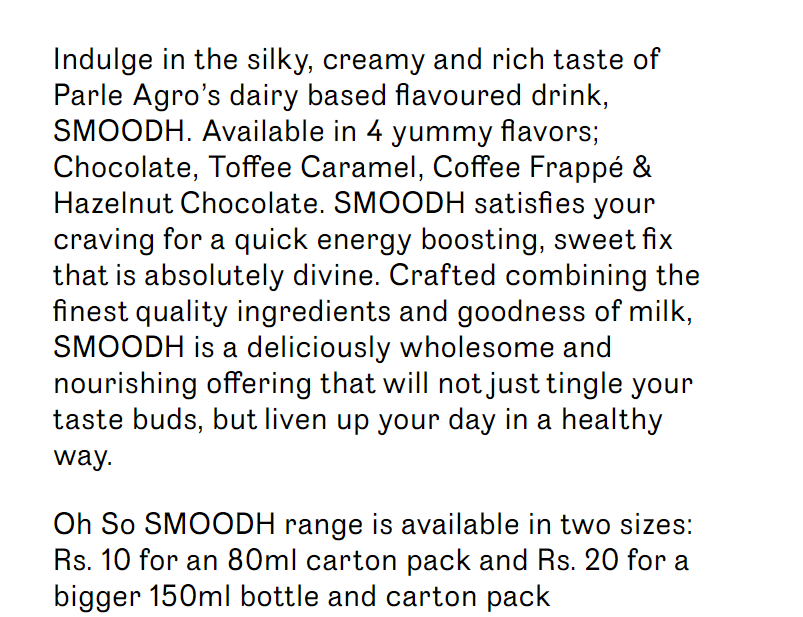 Indulge in the silky, creamy and rich taste of
Parle Agro’s dairy based flavoured drink,
SMOODH. Available in 4 yummy flavors;
Chocolate, Toffee Caramel, Coffee Frappé &
Hazelnut Chocolate. SMOODH satisfies your
craving for a quick energy boosting, sweet fix
that is absolutely divine. Crafted combining the
finest quality ingredients and goodness of milk,
SMOODH is a deliciously wholesome and
nourishing offering that will not just tingle your
taste buds, but liven up your day in a healthy
way.
Oh So SMOODH range is available in two sizes:
Rs. 10 for an 80ml carton pack and Rs. 20 for a
bigger 150ml bottle and carton pack